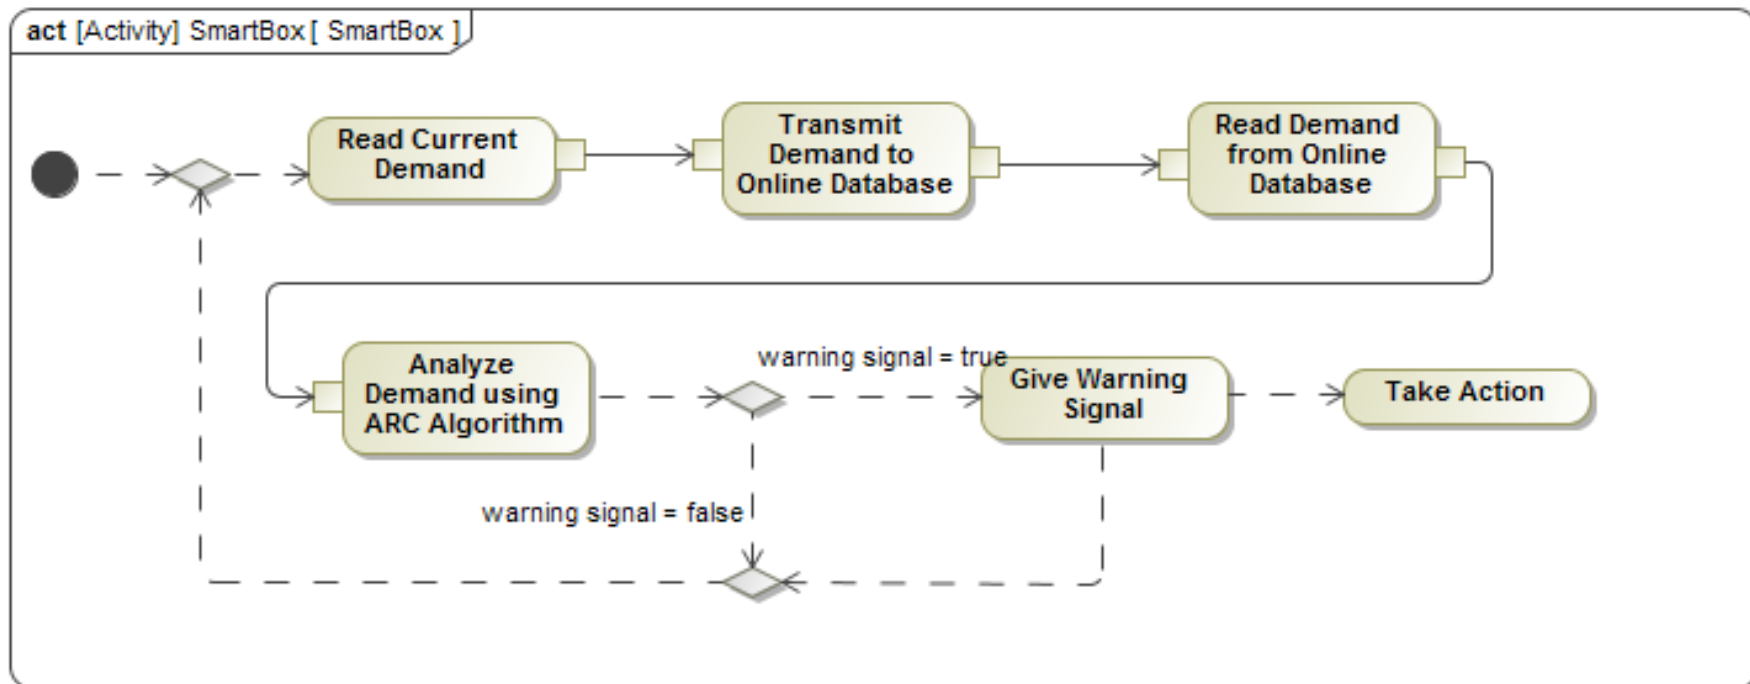 act [Activity] SmartBox [ SmartBox ]
Read Current
Demand
Transmit
Demand to
Online Database
Read Demand
from Online
Database
Analyze
Demand using
ARC Algorithm
warning signal = true
Give Warning
Signal
Take Action
warning signal = false